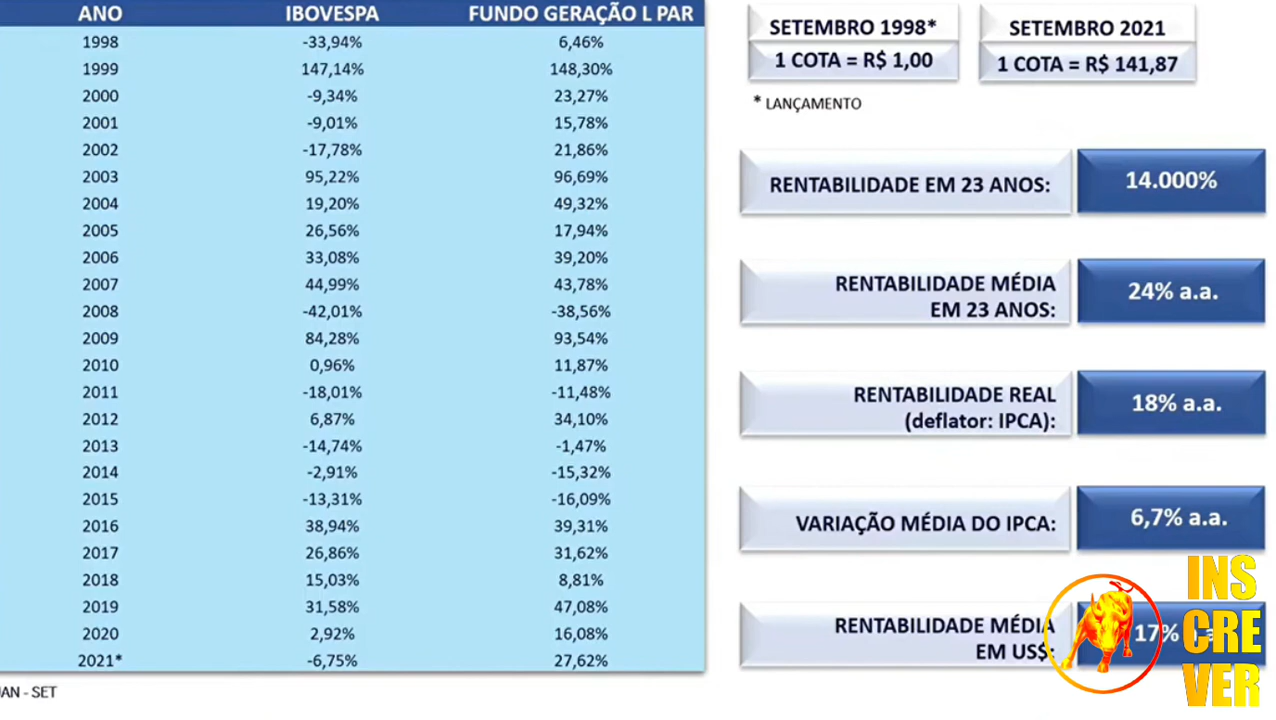 ANO IBOVESPA FUNDO GERAÇÃO L PAR
1998 -33,94% 6,46%
1999 147,14% 148,30%
2000 -9,34% 23,27%
2001 -9,01% 15,78%
2002 -17,78% 21,86%
2003 95,22% 96,69%
2004 19,20% 49,32%
2005 26,56% 17,94%
2006 33,08% 39,20%
2007 44,99% 43,78%
2008 -42,01% -38,56%
2009 84,28% 93,54%
2010 0,96% 11,87%
2011 -18,01% -11,48%
2012 6,87% 34,10%
2013 -14,74% -1,47%
2014 -2,91% -15,32%
2015 -13,31% -16,09%
2016 38,94% 39,31%
2017 26,86% 31,62%
2018 15,03% 8,81%
2019 31,58% 47,08%
2020 2,92% 16,08%
2021* -6,75% 27,62%
JAN - SET
SETEMBRO 1998*
1 COTA = R$ 1,00
SETEMBRO 2021
1 COTA = R$ 141,87
* LANÇAMENTO
RENTABILIDADE EM 23 ANOS: 14.000%
RENTABILIDADE MÉDIA
EM 23 ANOS:
24% a.a.
RENTABILIDADE REAL
(deflator: IPCA):
18% a.a.
VARIAÇÃO MÉDIA DO IPCA: 6,7% a.a.
RENTABILIDADE MÉDIA
EM US$:
17%
INS
CRE
VER